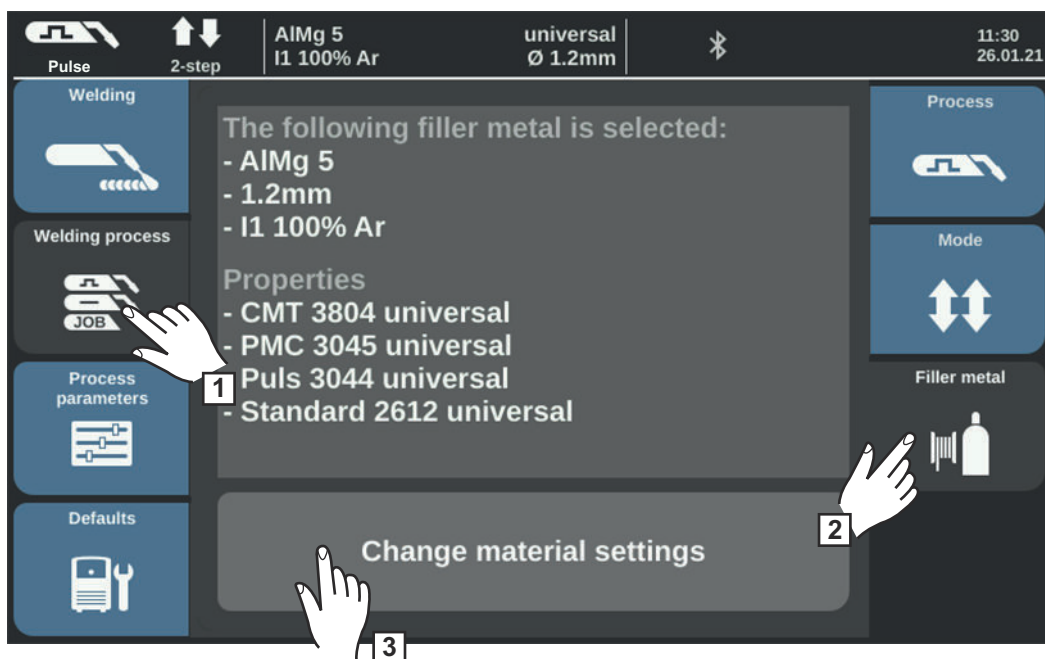 Pulse
2-step
AlMg 5
I1 100% Ar
universal
Ø 1.2mm
11:30
26.01.21
Welding
Welding process
JOB
Process
parameters
Defaults
The following filler metal is selected:
- AlMg 5
- 1.2mm
- I1 100% Ar
Properties
- CMT 3804 universal
- PMC 3045 universal
- Puls 3044 universal
- Standard 2612 universal
Change material settings
Process
Mode
Filler metal
1
2
3